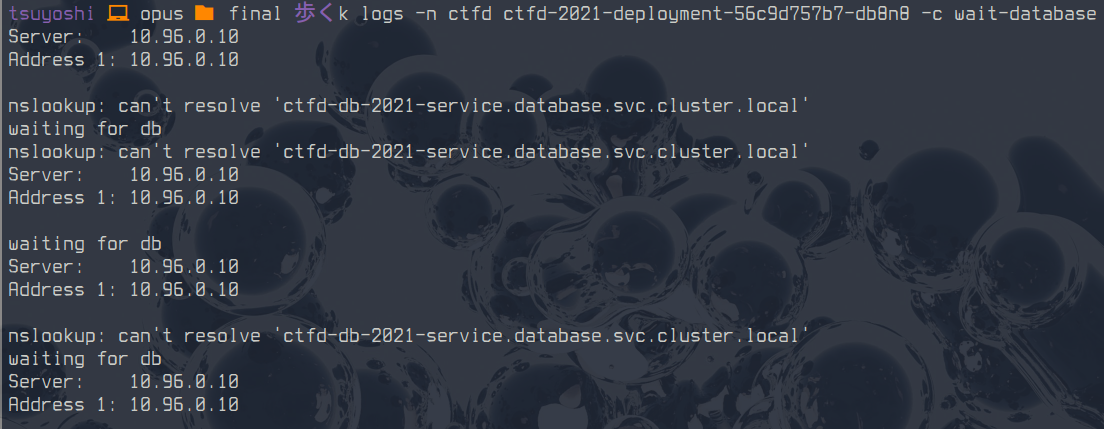 tsuyoshi opus final 歩くk logs -n ctfd ctfd-2021-deployment-56c9d757b7-db8n8 -c wait-database
Server:    10.96.0.10
Address 1: 10.96.0.10
nslookup: can't resolve 'ctfd-db-2021-service.database.svc.cluster.local'
waiting for db
nslookup: can't resolve 'ctfd-db-2021-service.database.svc.cluster.local'
Server:    10.96.0.10
Address 1: 10.96.0.10
waiting for db
Server:    10.96.0.10
Address 1: 10.96.0.10
nslookup: can't resolve 'ctfd-db-2021-service.database.svc.cluster.local'
waiting for db
Server:    10.96.0.10
Address 1: 10.96.0.10